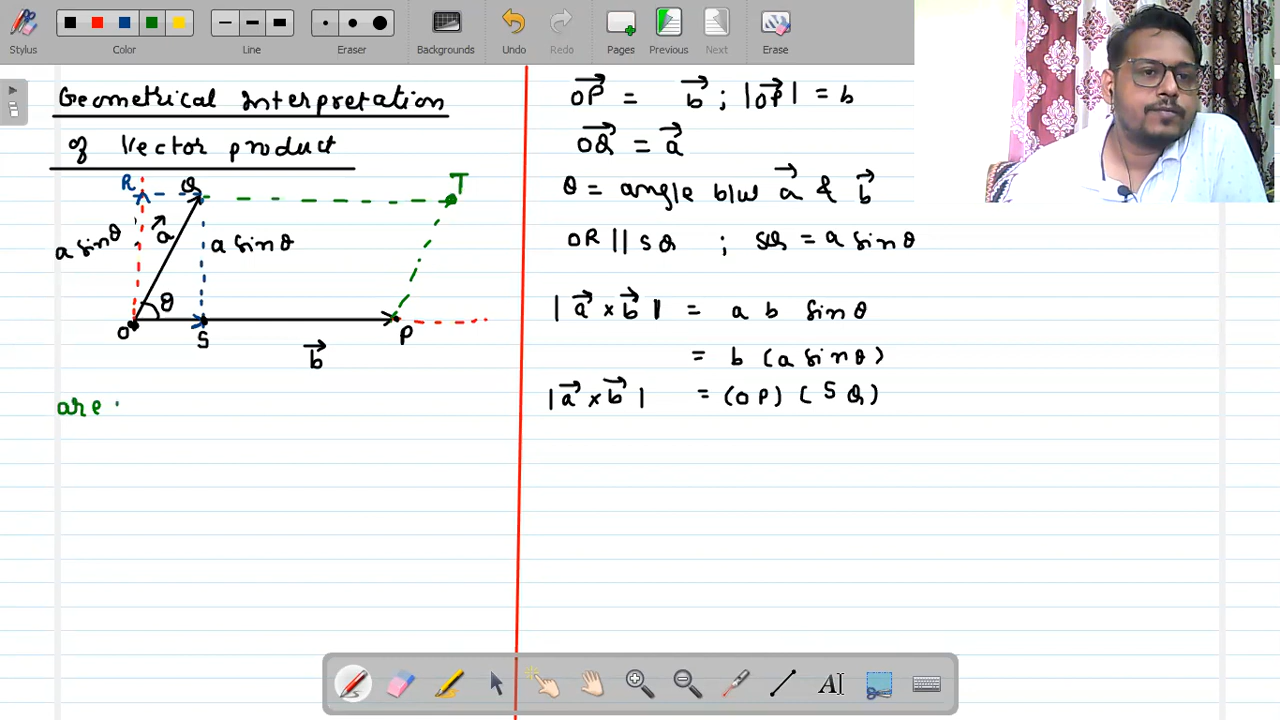 Stylus
Color
Line
Eraser
Backgrounds
Undo
Redo
Pages
Previous
Next
Erase
Geometrical Interpretation
of Vector product
R
Q
T
a sinθ
a⃗
a sinθ
θ
O
S
P
b⃗
are
OP⃗ = b⃗ ; |OP⃗| = b
OQ⃗ = a⃗
θ = angle b/w a⃗ & b⃗
OR || SQ ; SQ = a sinθ
|a⃗ × b⃗| = a b sinθ
= b (a sinθ)
|a⃗ × b⃗| = (OP) (SQ)
A